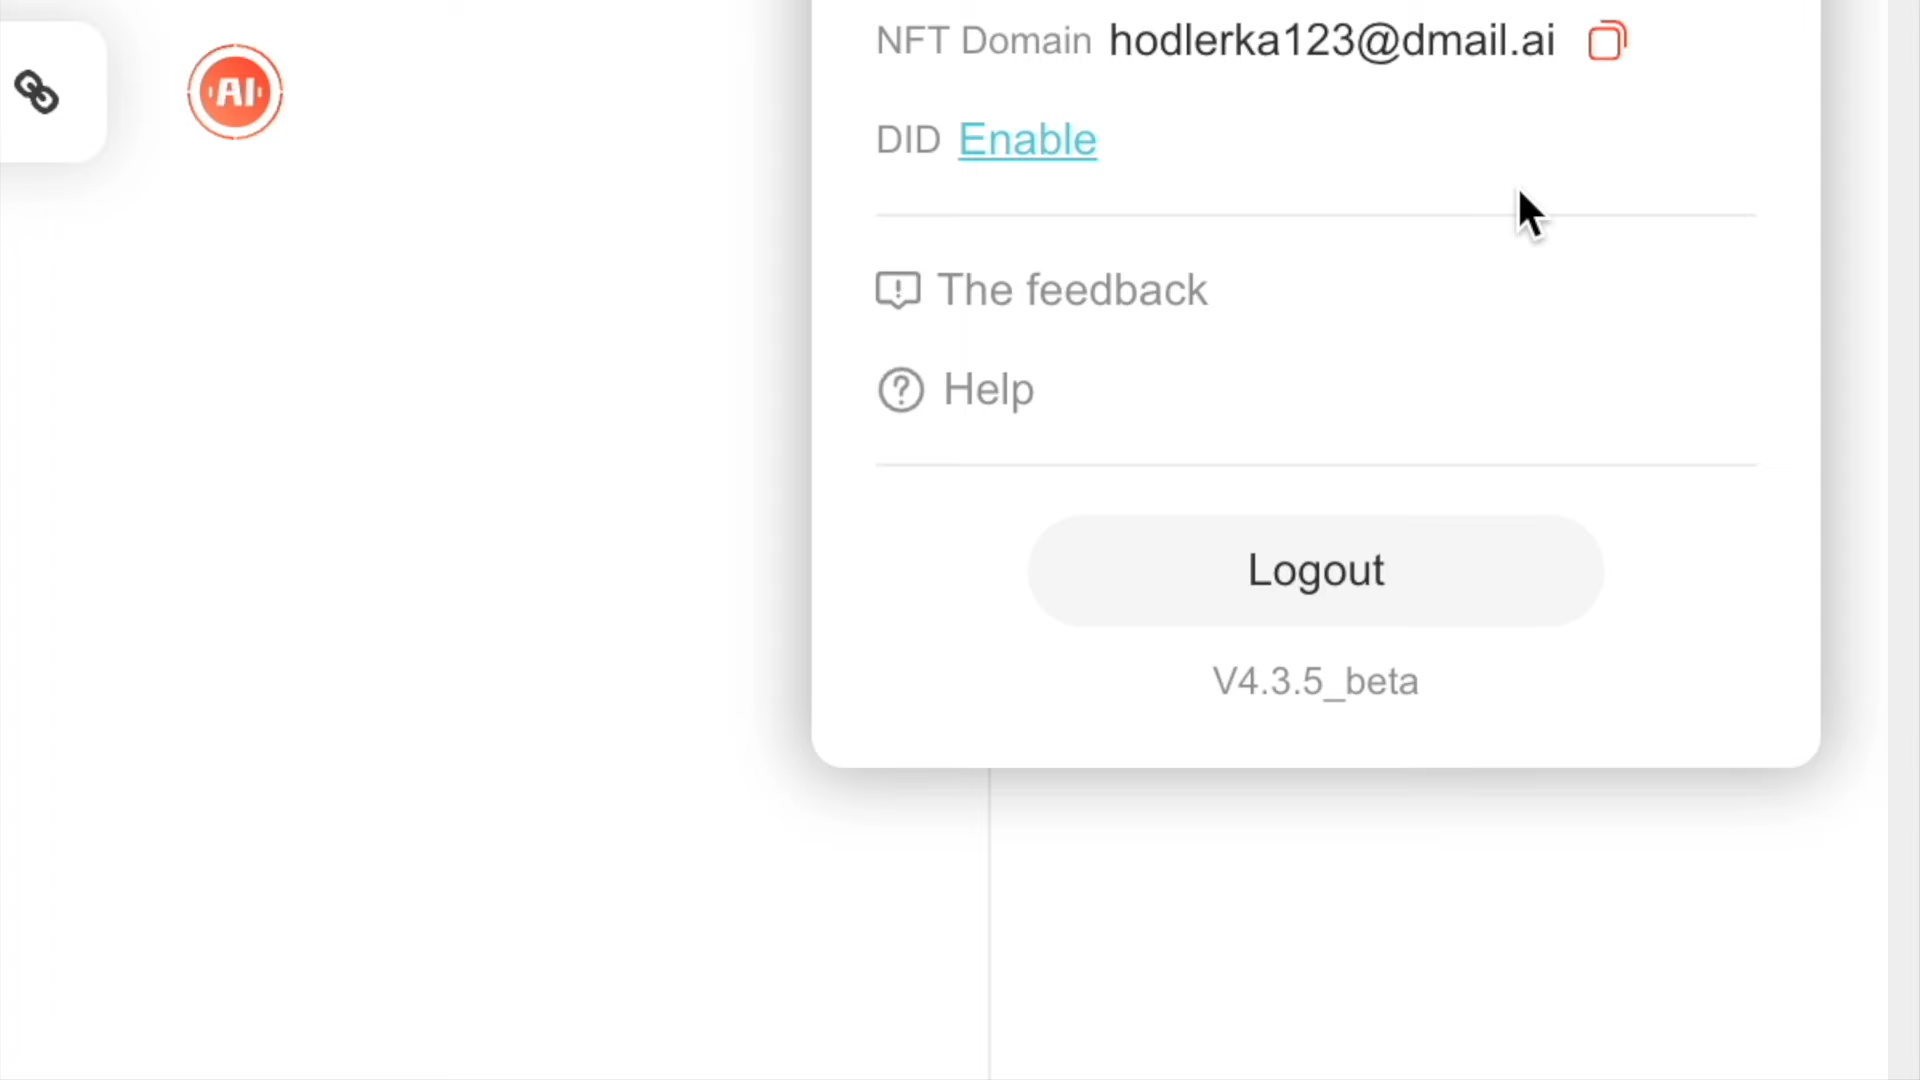 NFT Domain hodlerka123@dmail.ai
AI
DID Enable
The feedback
Help
Logout
V4.3.5_beta